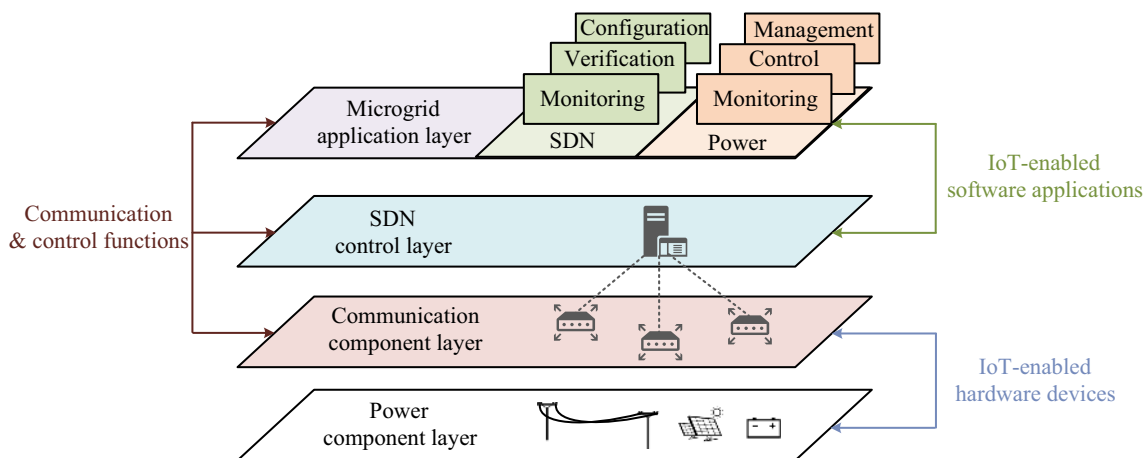 Configuration
Management
Verification
Control
Monitoring
Monitoring
Microgrid
application layer
SDN
Power
IoT-enabled
software applications
Communication
& control functions
SDN
control layer
Communication
component layer
IoT-enabled
hardware devices
Power
component layer